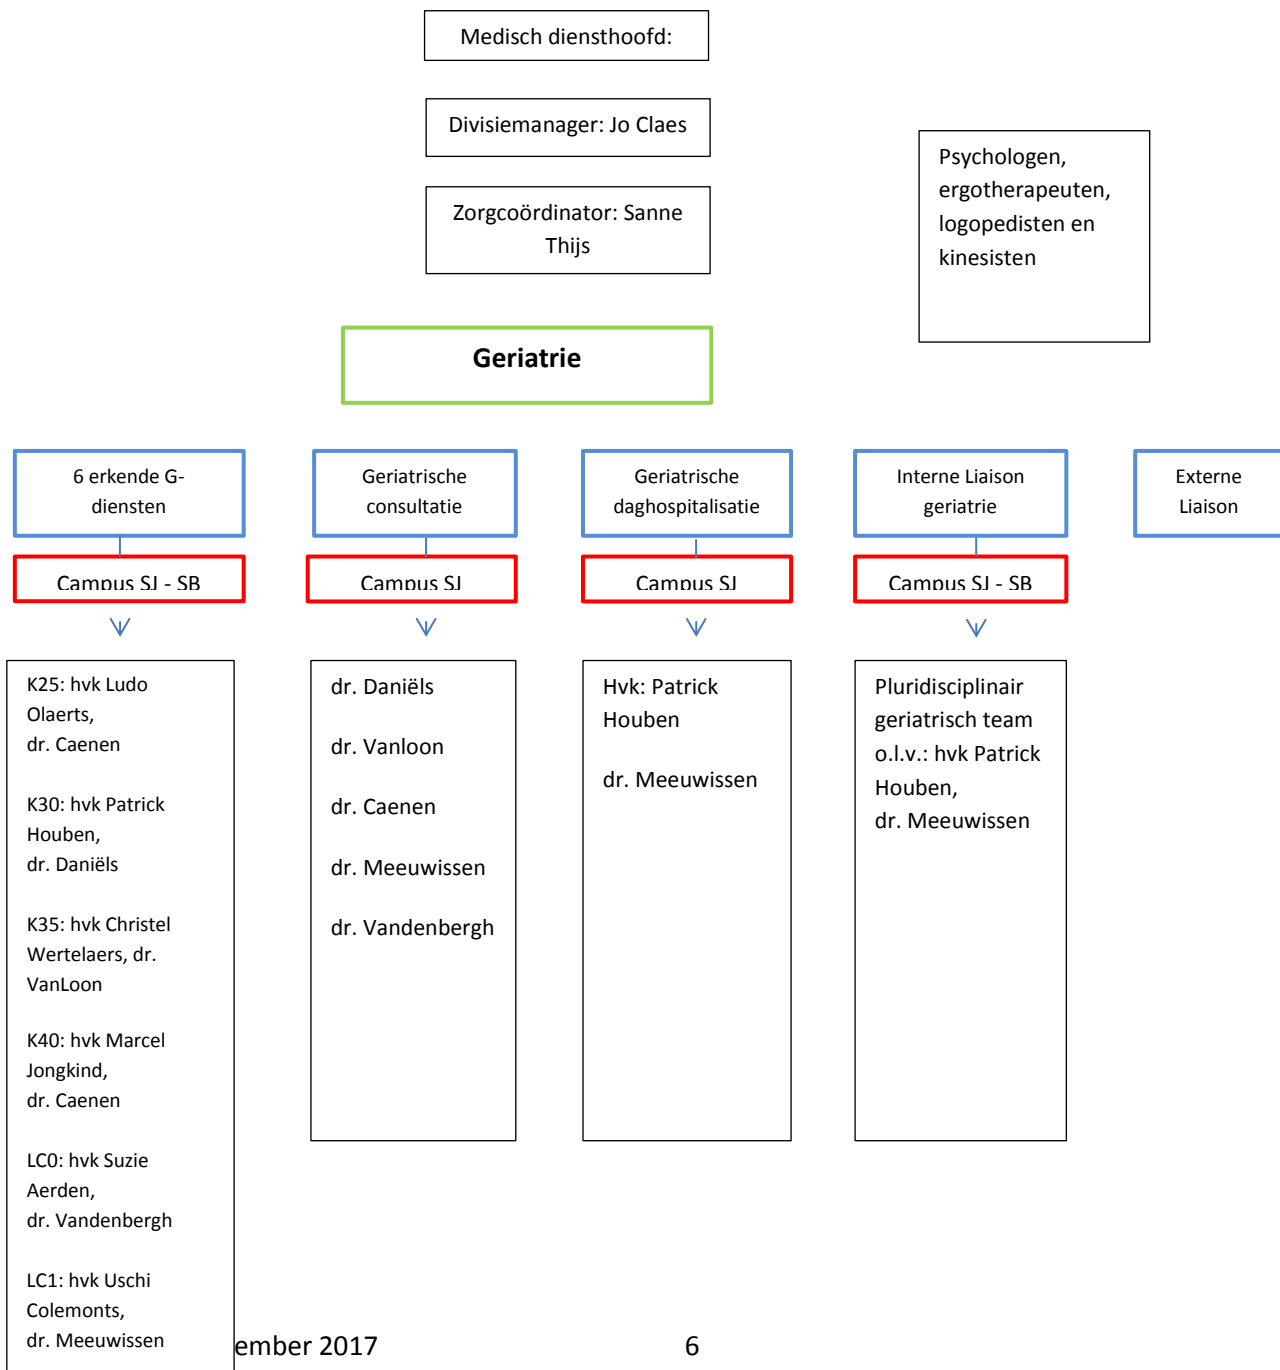 Medisch diensthoofd:
Divisiemanager: Jo Claes
Zorgcoördinator: Sanne
Thijs
Psychologen,
ergotherapeuten,
logopedisten en
kinesisten
Geriatrie
6 erkende G-
diensten
Geriatrische
consultatie
Geriatrische
daghospitalisatie
Interne Liaison
geriatrie
Externe
Liaison
Campus SJ - SB
Campus SJ
Campus SJ
Campus SJ - SB
K25: hvk Ludo
Olaerts,
dr. Caenen
K30: hvk Patrick
Houben,
dr. Daniëls
K35: hvk Christel
Wertelaers, dr.
VanLoon
K40: hvk Marcel
Jongkind,
dr. Caenen
LC0: hvk Suzie
Aerden,
dr. Vandenbergh
LC1: hvk Uschi
Colemonts,
dr. Meeuwissen
dr. Daniëls
dr. Vanloon
dr. Caenen
dr. Meeuwissen
dr. Vandenbergh
Hvk: Patrick
Houben
dr. Meeuwissen
Pluridisciplinair
geriatrisch team
o.l.v.: hvk Patrick
Houben,
dr. Meeuwissen
ember 2017 6